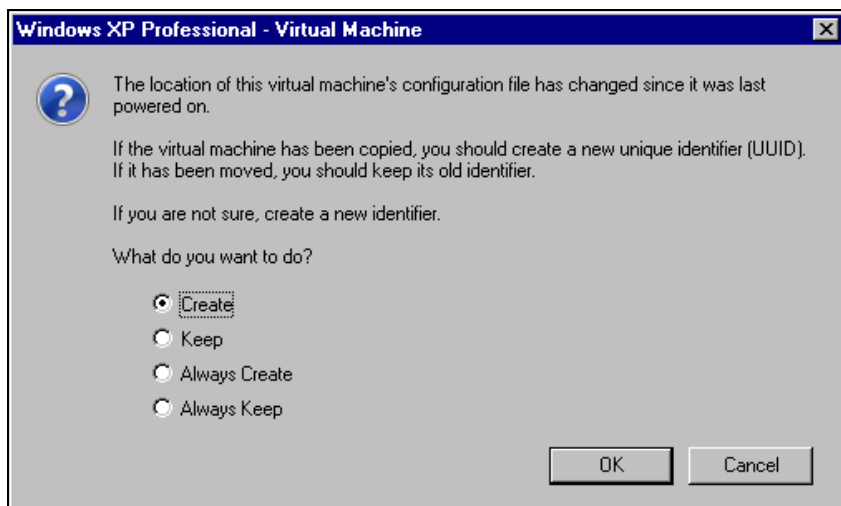 Windows XP Professional - Virtual Machine
The location of this virtual machine's configuration file has changed since it was last
powered on.
If the virtual machine has been copied, you should create a new unique identifier (UUID).
If it has been moved, you should keep its old identifier.
If you are not sure, create a new identifier.
What do you want to do?
Create
Keep
Always Create
Always Keep
OK Cancel